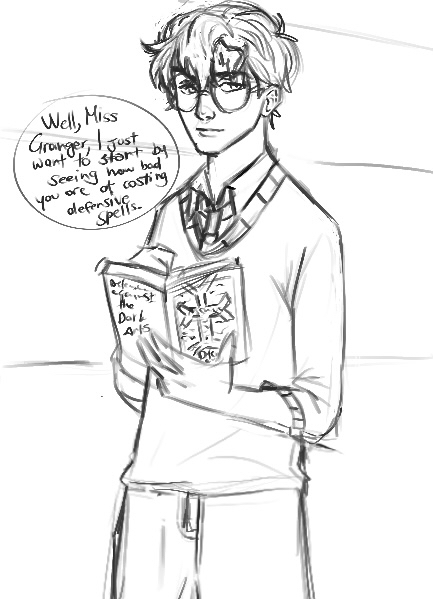 Well, Miss
Granger, I just
want to start by
seeing how bad
you are at casting
defensive
spells.
Defense
against
the
Dark
Arts